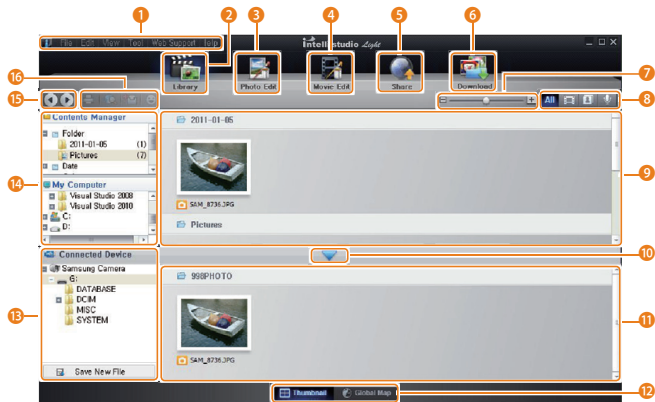 1 2 3 4 5 6
File Edit View Tool Web Support Help
Intelli-studio Light
7
16
Library Photo Edit Movie Edit Share Download
15
All
8
Contents Manager
Folder
2011-01-05 (1)
Pictures (7)
Date
2011-01-05
SAM_8736.JPG
Pictures
9
14
My Computer
Visual Studio 2008
Visual Studio 2010
C:
D:
10
Connected Device
Samsung Camera
G:
DATABASE
DCIM
MISC
SYSTEM
13
Save New File
998PHOTO
SAM_8736.JPG
11
Thumbnail Global Map
12